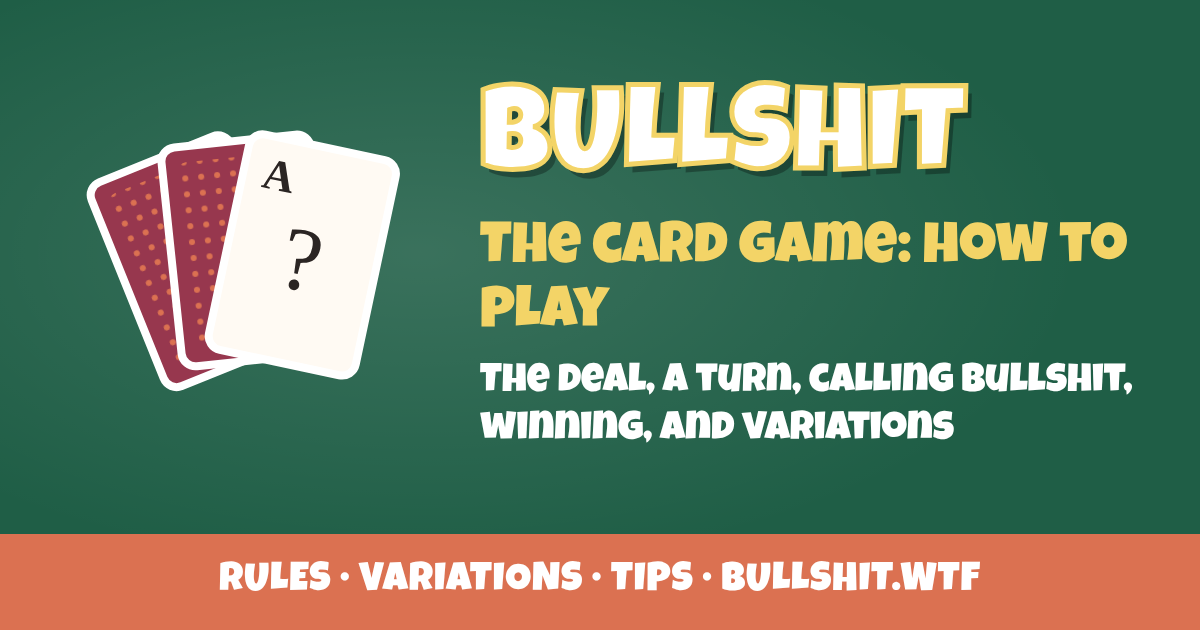 A
?
BULLSHIT
THE CARD GAME: HOW TO
PLAY
THE DEAL, A TURN, CALLING BULLSHIT,
WINNING, AND VARIATIONS
RULES · VARIATIONS · TIPS · BULLSHIT.WTF